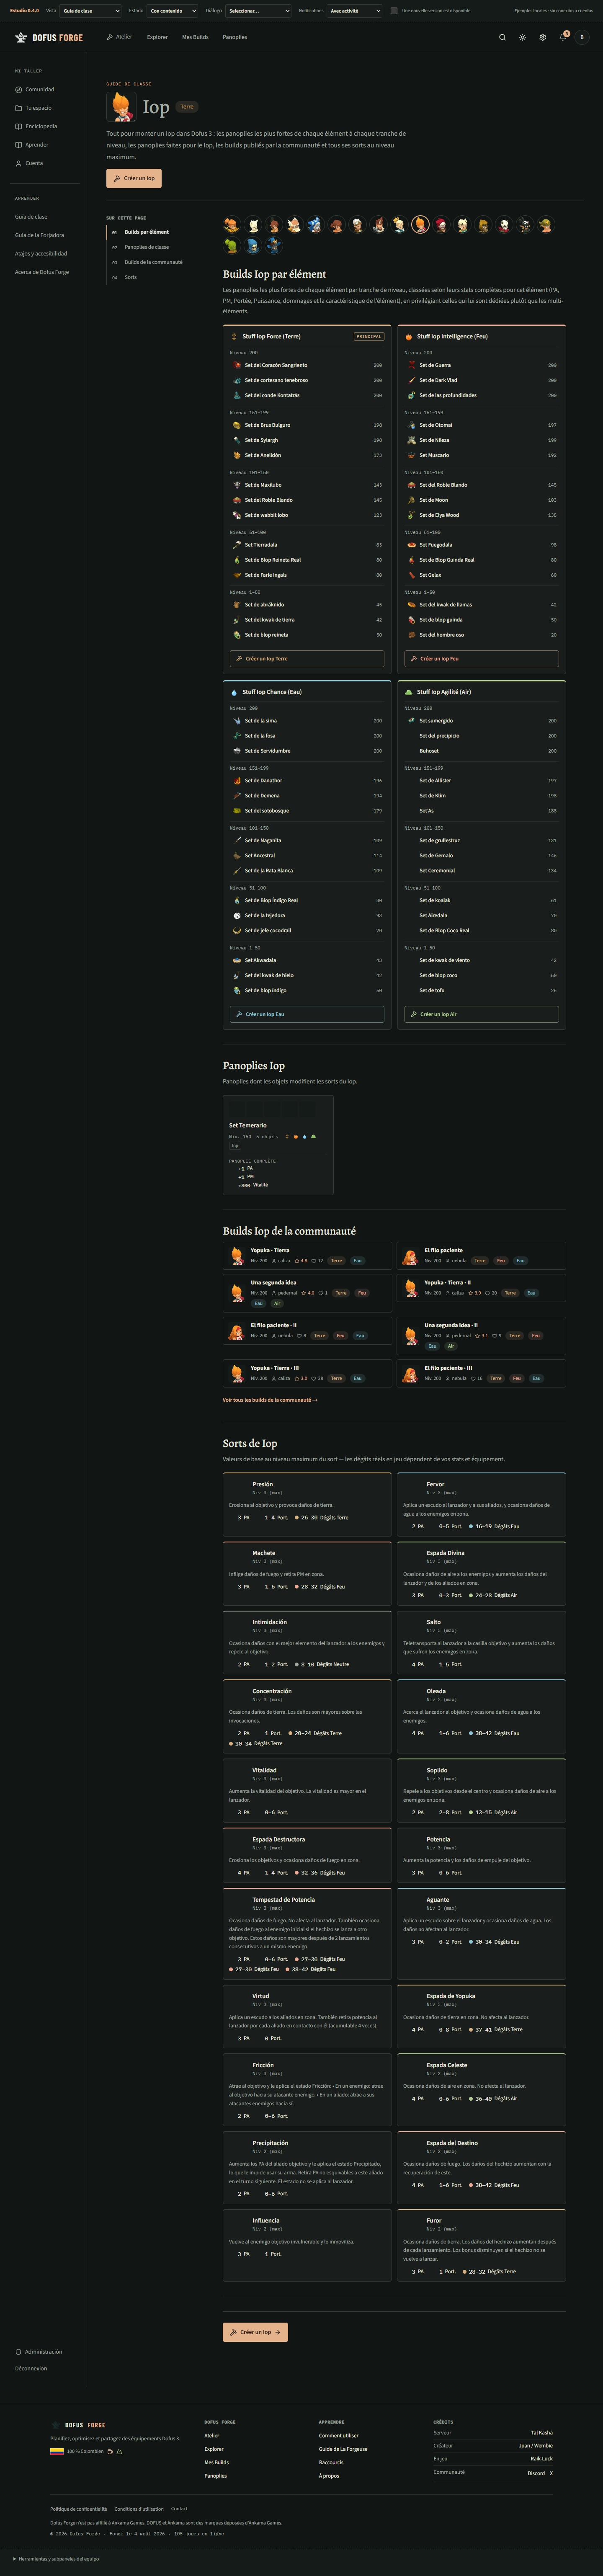 Estudio 0.4.0 Vista Guía de clase Estado Con contenido Diálogo Seleccionar... Notifications Avec activité Une nouvelle version est disponible Ejemplos locales · sin conexión a cuentas
DOFUS FORGE Atelier Explorer Mes Builds Panoplies
MI TALLER
Comunidad
Tu espacio
Enciclopedia
Aprender
Cuenta
APRENDER
Guía de clase
Guía de la Forjadora
Atajos y accesibilidad
Acerca de Dofus Forge
GUIDE DE CLASSE
Iop Terre
Tout pour monter un Iop dans Dofus 3 : les panoplies les plus fortes de chaque élément à chaque tranche de
niveau, les panoplies faites pour le Iop, les builds publiés par la communauté et tous ses sorts au niveau
maximum.
Créer un Iop
SUR CETTE PAGE
01 Builds par élément
02 Panoplies de classe
03 Builds de la communauté
04 Sorts
Builds Iop par élément
Les panoplies les plus fortes de chaque élément par tranche de niveau, classées selon leurs stats complètes pour cet élément (PA,
PM, Portée, Puissance, dommages et la caractéristique de l'élément), en privilégiant celles qui lui sont dédiées plutôt que les multi-
éléments.
Stuff Iop Force (Terre) PRINCIPAL
Niveau 200
Set del Corazón Sangriento 200
Set de cortesano tenebroso 200
Set del conde Kontatrás 200
Niveau 151–199
Set de Brus Bulguro 198
Set de Sylargh 198
Set de Anelidón 173
Niveau 101–150
Set de Maxilubo 143
Set del Roble Blando 145
Set de wabbit lobo 123
Niveau 51–100
Set Tierradala 83
Set de Blop Reineta Real 80
Set de Farle Ingals 80
Niveau 1–50
Set de abráknido 45
Set del kwak de tierra 42
Set de blop reineta 50
Créer un Iop Terre
Stuff Iop Intelligence (Feu)
Niveau 200
Set de Guerra 200
Set de Dark Vlad 200
Set de las profundidades 200
Niveau 151–199
Set de Otomai 197
Set de Nileza 199
Set Muscario 192
Niveau 101–150
Set del Roble Blando 145
Set de Moon 103
Set de Elya Wood 135
Niveau 51–100
Set Fuegodala 90
Set de Blop Guinda Real 80
Set Gelax 60
Niveau 1–50
Set del kwak de llamas 42
Set de blop guinda 50
Set del hombre oso 20
Créer un Iop Feu
Stuff Iop Chance (Eau)
Niveau 200
Set de la sima 200
Set de la fosa 200
Set de Servidumbre 200
Niveau 151–199
Set de Danathor 196
Set de Demena 194
Set del sotobosque 179
Niveau 101–150
Set de Naganita 109
Set Ancestral 114
Set de la Rata Blanca 109
Niveau 51–100
Set de Blop Índigo Real 80
Set de la tejedora 93
Set de jefe cocodrail 70
Niveau 1–50
Set Akwadala 43
Set del kwak de hielo 42
Set de blop índigo 50
Créer un Iop Eau
Stuff Iop Agilité (Air)
Niveau 200
Set sumergido 200
Set del precipicio 200
Buhoset 200
Niveau 151–199
Set de Allister 197
Set de Klim 198
Set'As 188
Niveau 101–150
Set de grullestruz 131
Set de Gemalo 146
Set Ceremonial 134
Niveau 51–100
Set de koalak 61
Set Airedala 70
Set de Blop Coco Real 80
Niveau 1–50
Set de kwak de viento 42
Set de blop coco 50
Set de tofu 36
Créer un Iop Air
Panoplies Iop
Panoplies dont les objets modifient les sorts du Iop.
Set Temerario
Niv. 160 6 objets
Iop
PANOPLIE COMPLÈTE
+1 PA
+1 PM
+900 Vitalité
Builds Iop de la communauté
Yopuka · Tierra
Niv. 200 caliza 4.8 12 Terre Eau
El filo paciente
Niv. 200 nebula Terre Feu Eau
Una segunda idea
Niv. 200 pedernal 4.0 1 Terre Feu
Eau Air
Yopuka · Tierra · II
Niv. 200 caliza 3.9 20 Terre Eau
El filo paciente · II
Niv. 200 nebula 8 Terre Feu Eau
Una segunda idea · II
Niv. 200 pedernal 3.1 9 Terre Feu
Eau Air
Yopuka · Tierra · III
Niv. 200 caliza 3.0 28 Terre Eau
El filo paciente · III
Niv. 200 nebula 16 Terre Feu Eau
Voir tous les builds de la communauté →
Sorts de Iop
Valeurs de base au niveau maximum du sort — les dégâts réels en jeu dépendent de vos stats et équipement.
Presión
Niv 3 (max)
Erosiona al objetivo y provoca daños de tierra.
3 PA 1–4 Port. 26–30 Dégâts Terre
Fervor
Niv 3 (max)
Aplica un escudo al lanzador y a sus aliados, y ocasiona daños de
agua a los enemigos en zona.
2 PA 0–5 Port. 16–19 Dégâts Eau
Machete
Niv 3 (max)
Inflige daños de fuego y retira PM en zona.
3 PA 1–6 Port. 28–32 Dégâts Feu
Espada Divina
Niv 3 (max)
Ocasiona daños de aire a los enemigos y aumenta los daños del
lanzador y de los aliados en zona.
3 PA 0–3 Port. 24–28 Dégâts Air
Intimidación
Niv 3 (max)
Ocasiona daños con el mejor elemento del lanzador a los enemigos y
repele al objetivo.
2 PA 1–2 Port. 8–10 Dégâts Neutre
Salto
Niv 3 (max)
Teletransporta al lanzador a la casilla objetivo y aumenta los daños
que sufren los enemigos en zona.
4 PA 1–5 Port.
Concentración
Niv 3 (max)
Ocasiona daños de tierra. Los daños son mayores sobre las
invocaciones.
2 PA 1 Port. 20–24 Dégâts Terre
30–34 Dégâts Terre
Oleada
Niv 3 (max)
Acerca el lanzador al objetivo y ocasiona daños de agua a los
enemigos.
4 PA 1–6 Port. 38–42 Dégâts Eau
Vitalidad
Niv 3 (max)
Aumenta la vitalidad del objetivo. La vitalidad es mayor en el
lanzador.
3 PA 0–6 Port.
Soplido
Niv 3 (max)
Repele a los objetivos desde el centro y ocasiona daños de aire a los
enemigos en zona.
2 PA 2–8 Port. 13–15 Dégâts Air
Espada Destructora
Niv 3 (max)
Erosiona los objetivos y ocasiona daños de fuego en zona.
4 PA 1–4 Port. 32–36 Dégâts Feu
Potencia
Niv 3 (max)
Aumenta la potencia y los daños de empuje del objetivo.
3 PA 0–6 Port.
Tempestad de Potencia
Niv 3 (max)
Ocasiona daños de fuego. No afecta al lanzador. También ocasiona
daños de fuego al enemigo inicial si el hechizo se lanza a otro
objetivo. Estos daños son mayores después de 2 lanzamientos
consecutivos a un mismo enemigo.
3 PA 0–6 Port. 27–30 Dégâts Feu
27–30 Dégâts Feu 38–42 Dégâts Feu
Aguante
Niv 3 (max)
Aplica un escudo sobre el lanzador y ocasiona daños de agua. Los
daños no afectan al lanzador.
3 PA 0–2 Port. 30–34 Dégâts Eau
Virtud
Niv 3 (max)
Aplica un escudo a los aliados en zona. También retira potencia al
lanzador por cada aliado en contacto con él (acumulable 4 veces).
3 PA 0 Port.
Espada de Yopuka
Niv 3 (max)
Ocasiona daños de tierra en zona. No afecta al lanzador.
4 PA 0–8 Port. 37–41 Dégâts Terre
Fricción
Niv 3 (max)
Atrae al objetivo y le aplica el estado Fricción: • En un enemigo: atrae
al objetivo hacia su atacante enemigo. • En un aliado: atrae a sus
atacantes enemigos hacia sí.
2 PA 0–6 Port.
Espada Celeste
Niv 2 (max)
Ocasiona daños de aire en zona. No afecta al lanzador.
4 PA 0–6 Port. 36–40 Dégâts Air
Precipitación
Niv 2 (max)
Aumenta los PA del aliado objetivo y le aplica el estado Precipitado,
lo que le impide usar su arma. Retira PA no esquivables a este aliado
en el turno siguiente. El estado no se aplica al lanzador.
2 PA 0–6 Port.
Espada del Destino
Niv 2 (max)
Ocasiona daños de fuego. Los daños del hechizo aumentan con la
recuperación de este.
4 PA 1–6 Port. 38–42 Dégâts Feu
Influencia
Niv 2 (max)
Vuelve al enemigo objetivo invulnerable y lo inmoviliza.
3 PA 1 Port.
Furor
Niv 2 (max)
Ocasiona daños de tierra. Los daños del hechizo aumentan después
de cada lanzamiento. Los bonus disminuyen si el hechizo no se
vuelve a lanzar.
3 PA 1 Port. 28–32 Dégâts Terre
Créer un Iop →
Administración
Déconnexion
DOFUS FORGE
Planifiez, optimisez et partagez des équipements Dofus 3.
100 % Colombien
DOFUS FORGE
Atelier
Explorer
Mes Builds
Panoplies
APPRENDRE
Comment utiliser
Guide de La Forgeuse
Raccourcis
À propos
CRÉDITS
Serveur Tal Kasha
Créateur Juan / Wembie
En jeu Raik-Luck
Communauté Discord X
Politique de confidentialité Conditions d'utilisation Contact
Dofus Forge n'est pas affilié à Ankama Games. DOFUS et Ankama sont des marques déposées d'Ankama Games.
© 2026 Dofus Forge · Fondé le 4 août 2026 · 100 jours en ligne
Herramientas y subpaneles del equipo